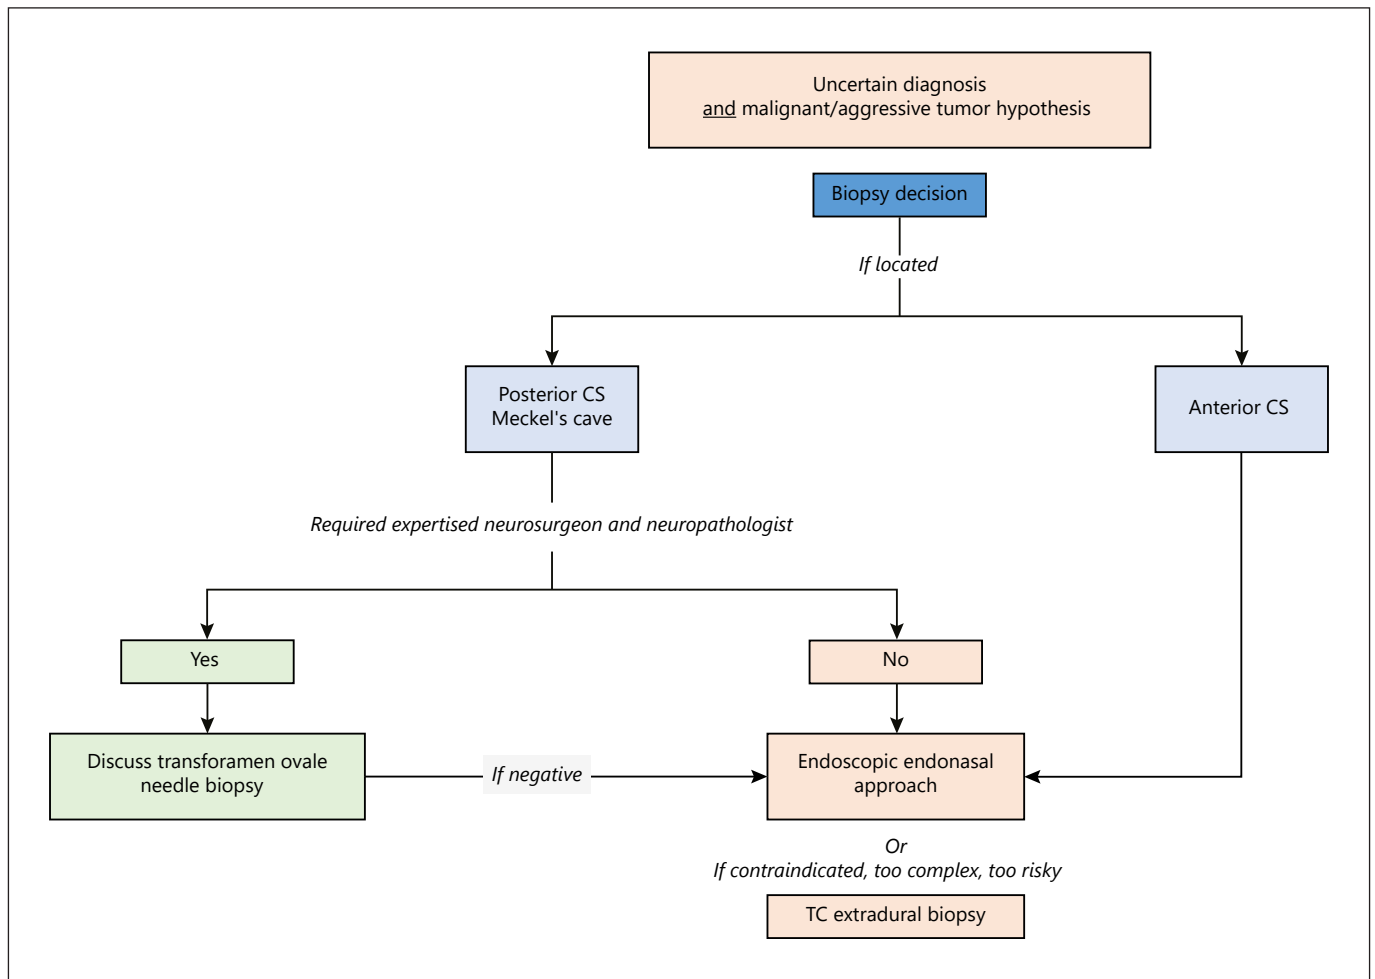 Uncertain diagnosis
and malignant/aggressive tumor hypothesis
Biopsy decision
If located
Posterior CS
Meckel's cave
Anterior CS
Required expertised neurosurgeon and neuropathologist
Yes
No
Discuss transforamen ovale
needle biopsy
If negative
Endoscopic endonasal
approach
Or
If contraindicated, too complex, too risky
TC extradural biopsy